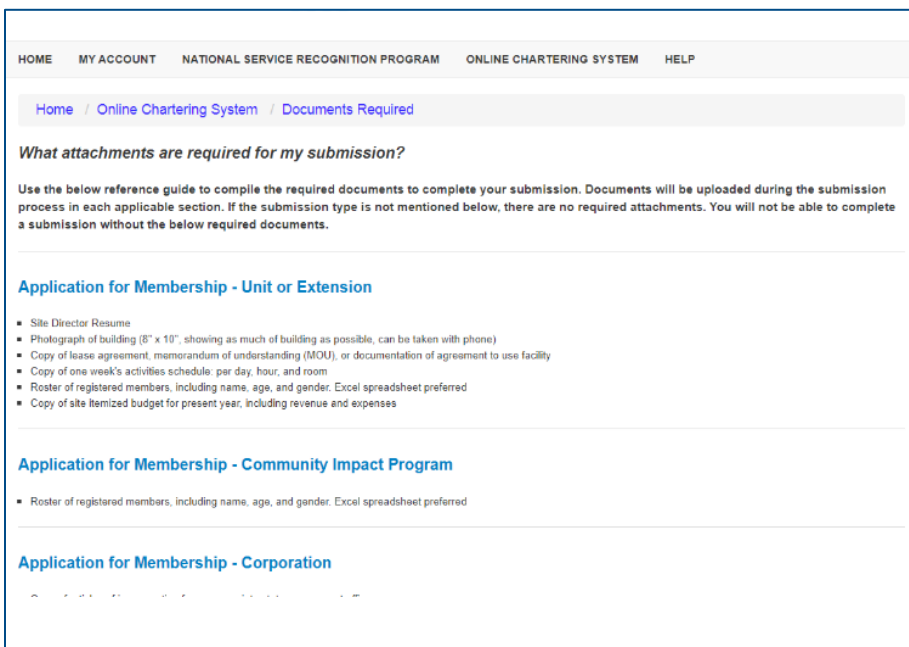 HOME MY ACCOUNT NATIONAL SERVICE RECOGNITION PROGRAM ONLINE CHARTERING SYSTEM HELP
Home / Online Chartering System / Documents Required
What attachments are required for my submission?
Use the below reference guide to compile the required documents to complete your submission. Documents will be uploaded during the submission
process in each applicable section. If the submission type is not mentioned below, there are no required attachments. You will not be able to complete
a submission without the below required documents.
Application for Membership - Unit or Extension
▪ Site Director Resume
▪ Photograph of building (8" x 10", showing as much of building as possible, can be taken with phone)
▪ Copy of lease agreement, memorandum of understanding (MOU), or documentation of agreement to use facility
▪ Copy of one week's activities schedule: per day, hour, and room
▪ Roster of registered members, including name, age, and gender. Excel spreadsheet preferred
▪ Copy of site itemized budget for present year, including revenue and expenses
Application for Membership - Community Impact Program
▪ Roster of registered members, including name, age, and gender. Excel spreadsheet preferred
Application for Membership - Corporation